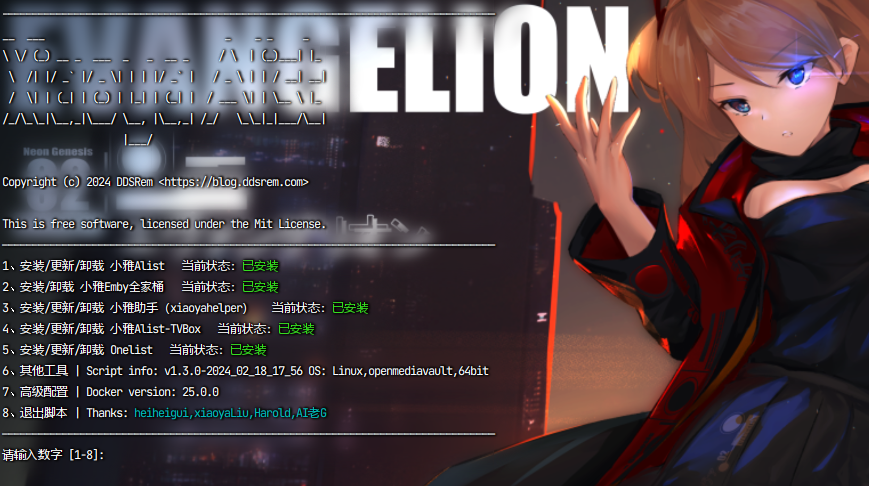 EVANGELION
Neon Genesis
02
Copyright (c) 2024 DDSRem <https://blog.ddsrem.com>
This is free software, licensed under the Mit License.
1、安装/更新/卸载 小雅Alist 当前状态: 已安装
2、安装/卸载 小雅Emby全家桶 当前状态: 已安装
3、安装/更新/卸载 小雅助手 (xiaoyahelper) 当前状态: 已安装
4、安装/更新/卸载 小雅Alist-TVBox 当前状态: 已安装
5、安装/更新/卸载 Onelist 当前状态: 已安装
6、其他工具 | Script info: v1.3.0-2024_02_18_17_56 OS: Linux,openmediavault,64bit
7、高级配置 | Docker version: 25.0.0
8、退出脚本 | Thanks: heiheigui,xiaoyaLiu,Harold,AI老G
请输入数字 [1-8]: